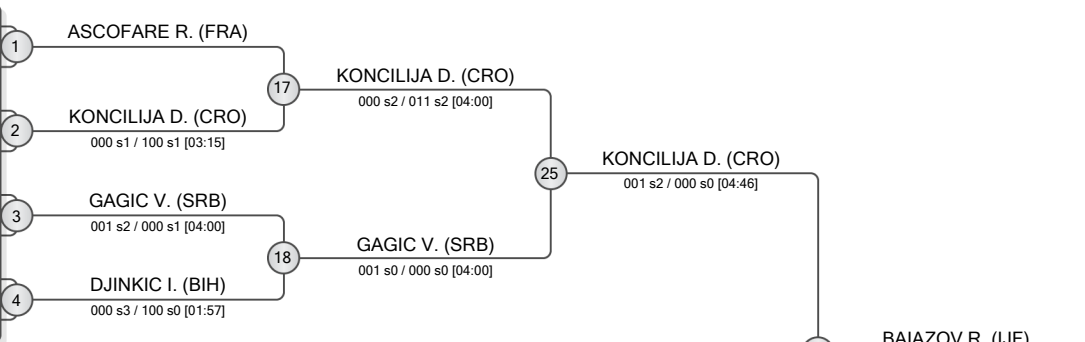 1
ASCOFARE R. (FRA)
2
KONCILIJA D. (CRO)
000 s1 / 100 s1 [03:15]
3
GAGIC V. (SRB)
001 s2 / 000 s1 [04:00]
4
DJINKIC I. (BIH)
000 s3 / 100 s0 [01:57]
17
KONCILIJA D. (CRO)
000 s2 / 011 s2 [04:00]
18
GAGIC V. (SRB)
001 s0 / 000 s0 [04:00]
25
KONCILIJA D. (CRO)
001 s2 / 000 s0 [04:46]
BAJAZOV R. (IJF)